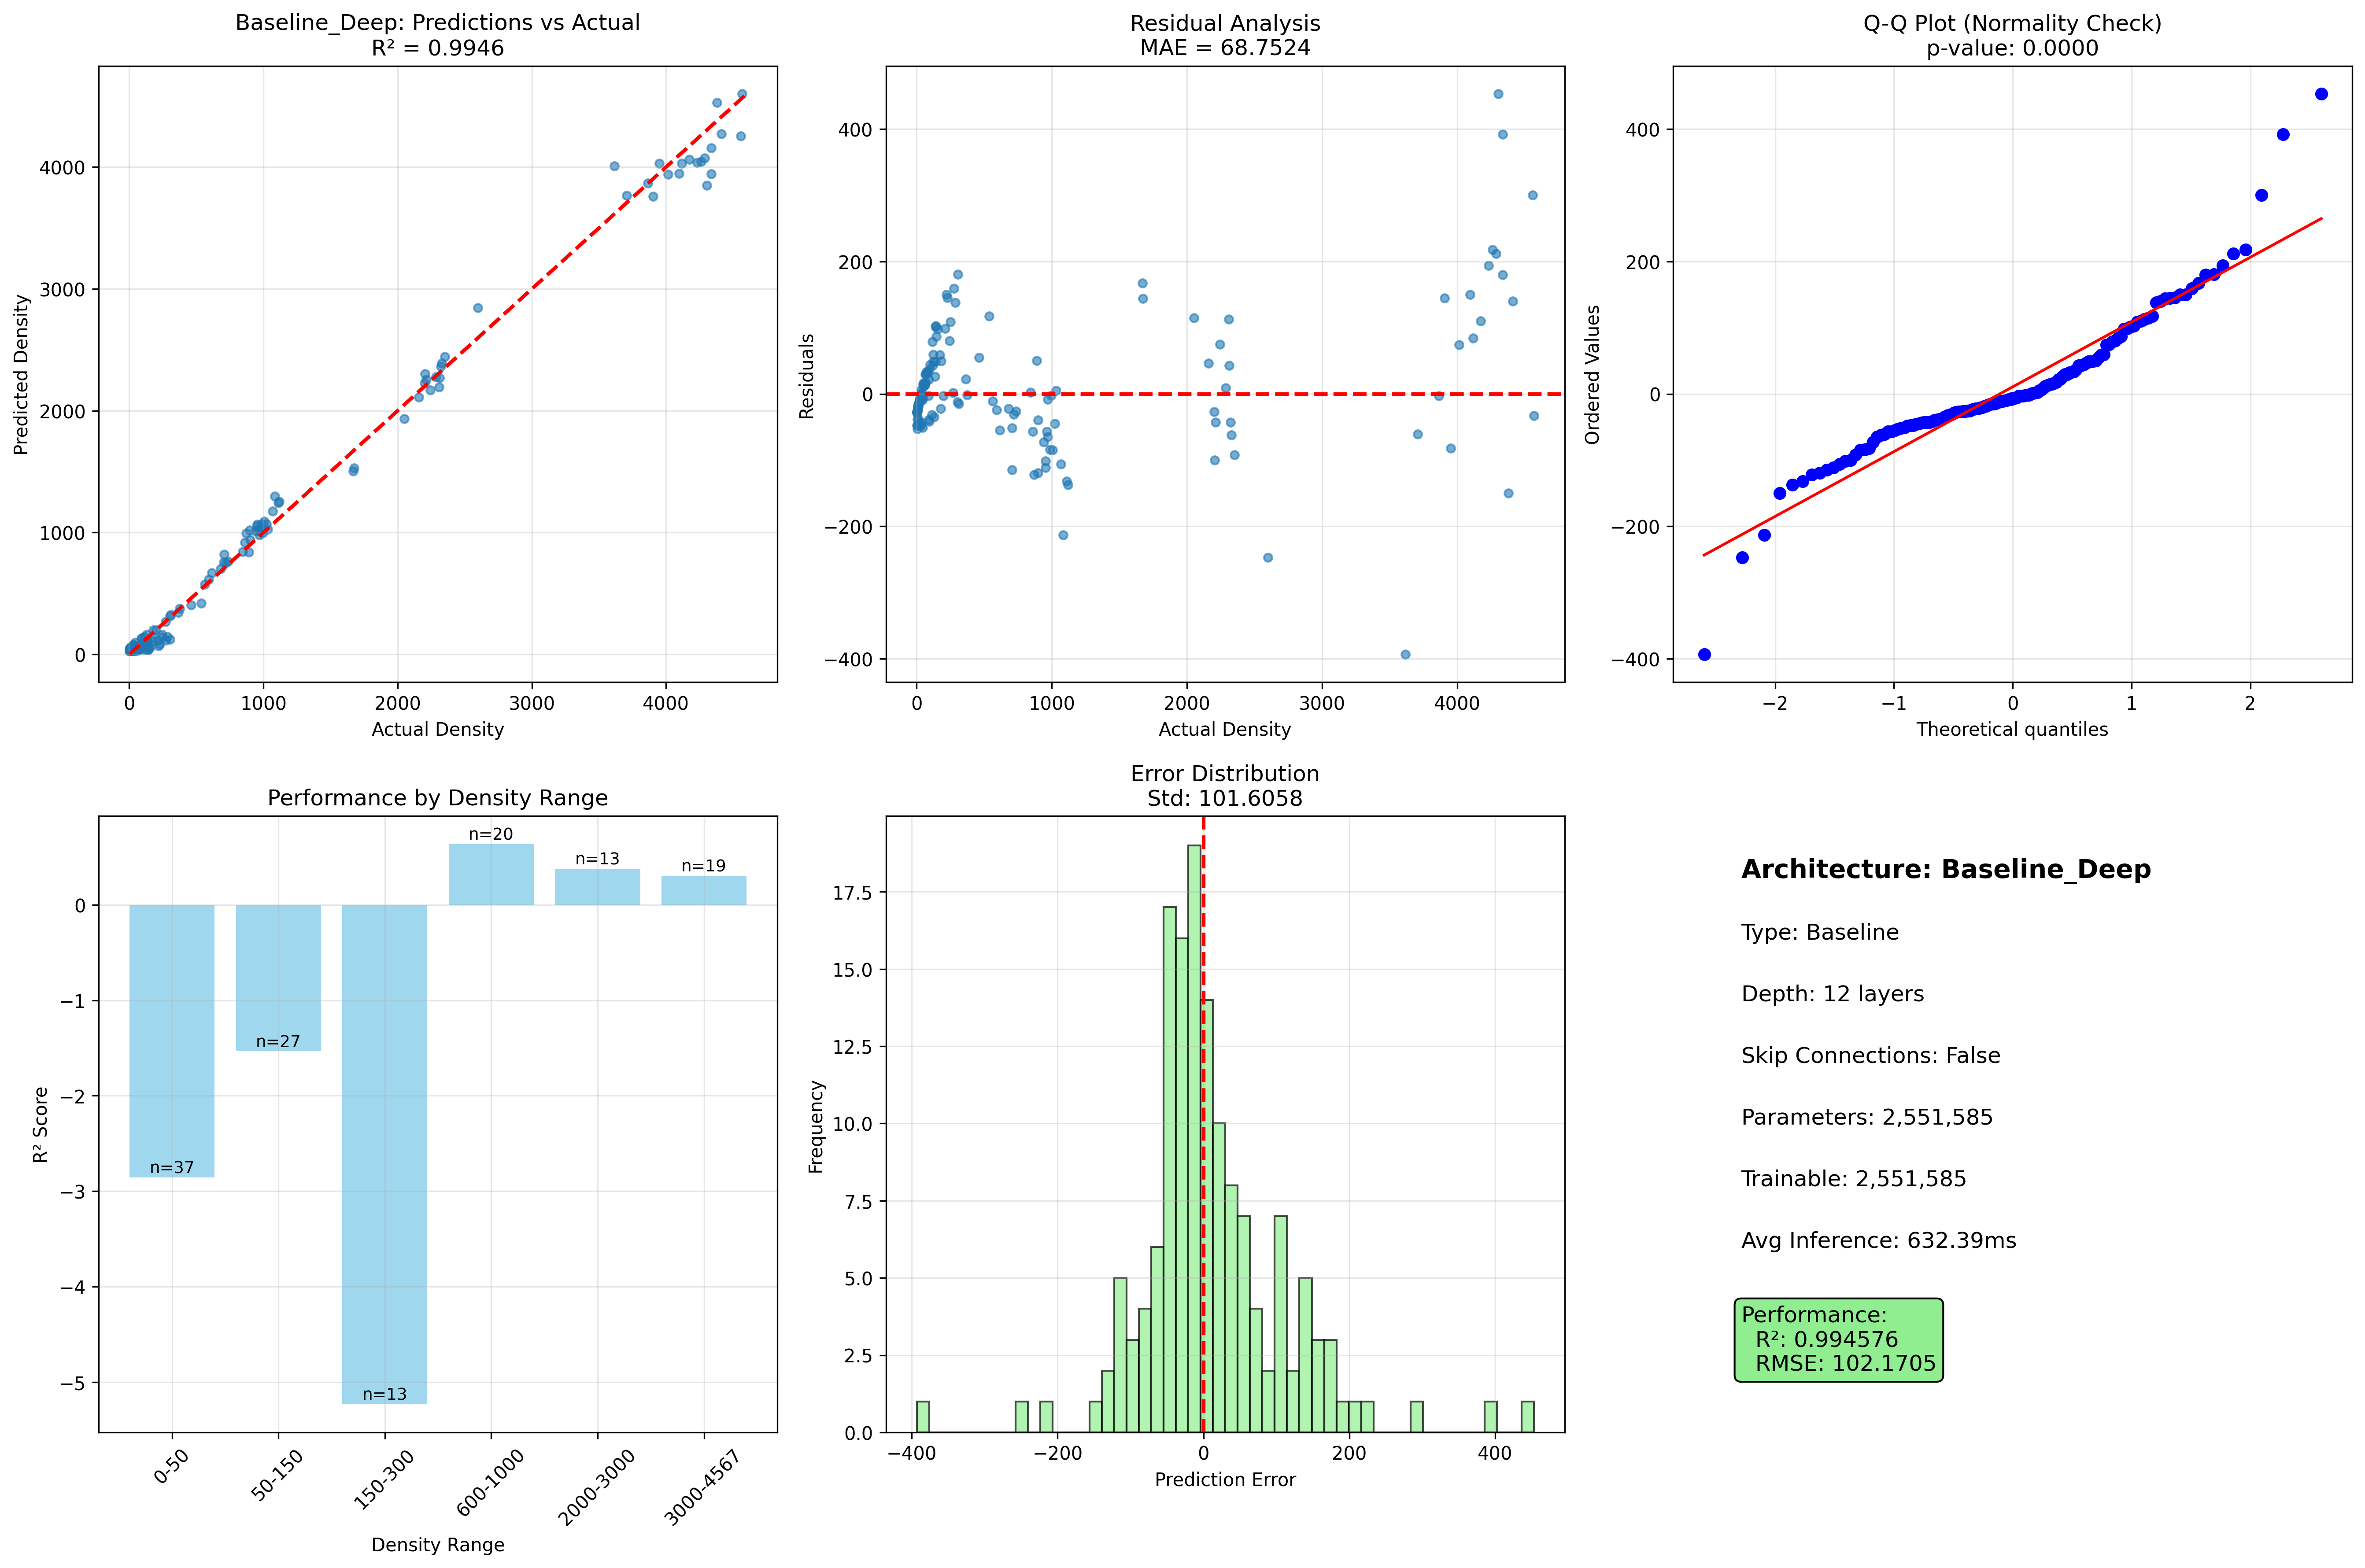 Baseline_Deep: Predictions vs Actual
R² = 0.9946
Predicted Density
4000
3000
2000
1000
0
0 1000 2000 3000 4000
Actual Density
Residual Analysis
MAE = 68.7524
Residuals
400
200
0
−200
−400
0 1000 2000 3000 4000
Actual Density
Q-Q Plot (Normality Check)
p-value: 0.0000
Ordered Values
400
200
0
−200
−400
−2 −1 0 1 2
Theoretical quantiles
Performance by Density Range
R² Score
0
−1
−2
−3
−4
−5
n=37
n=27
n=13
n=20
n=13
n=19
0-50
50-150
150-300
600-1000
2000-3000
3000-4567
Density Range
Error Distribution
Std: 101.6058
Frequency
17.5
15.0
12.5
10.0
7.5
5.0
2.5
0.0
−400 −200 0 200 400
Prediction Error
Architecture: Baseline_Deep
Type: Baseline
Depth: 12 layers
Skip Connections: False
Parameters: 2,551,585
Trainable: 2,551,585
Avg Inference: 632.39ms
Performance:
R²: 0.994576
RMSE: 102.1705